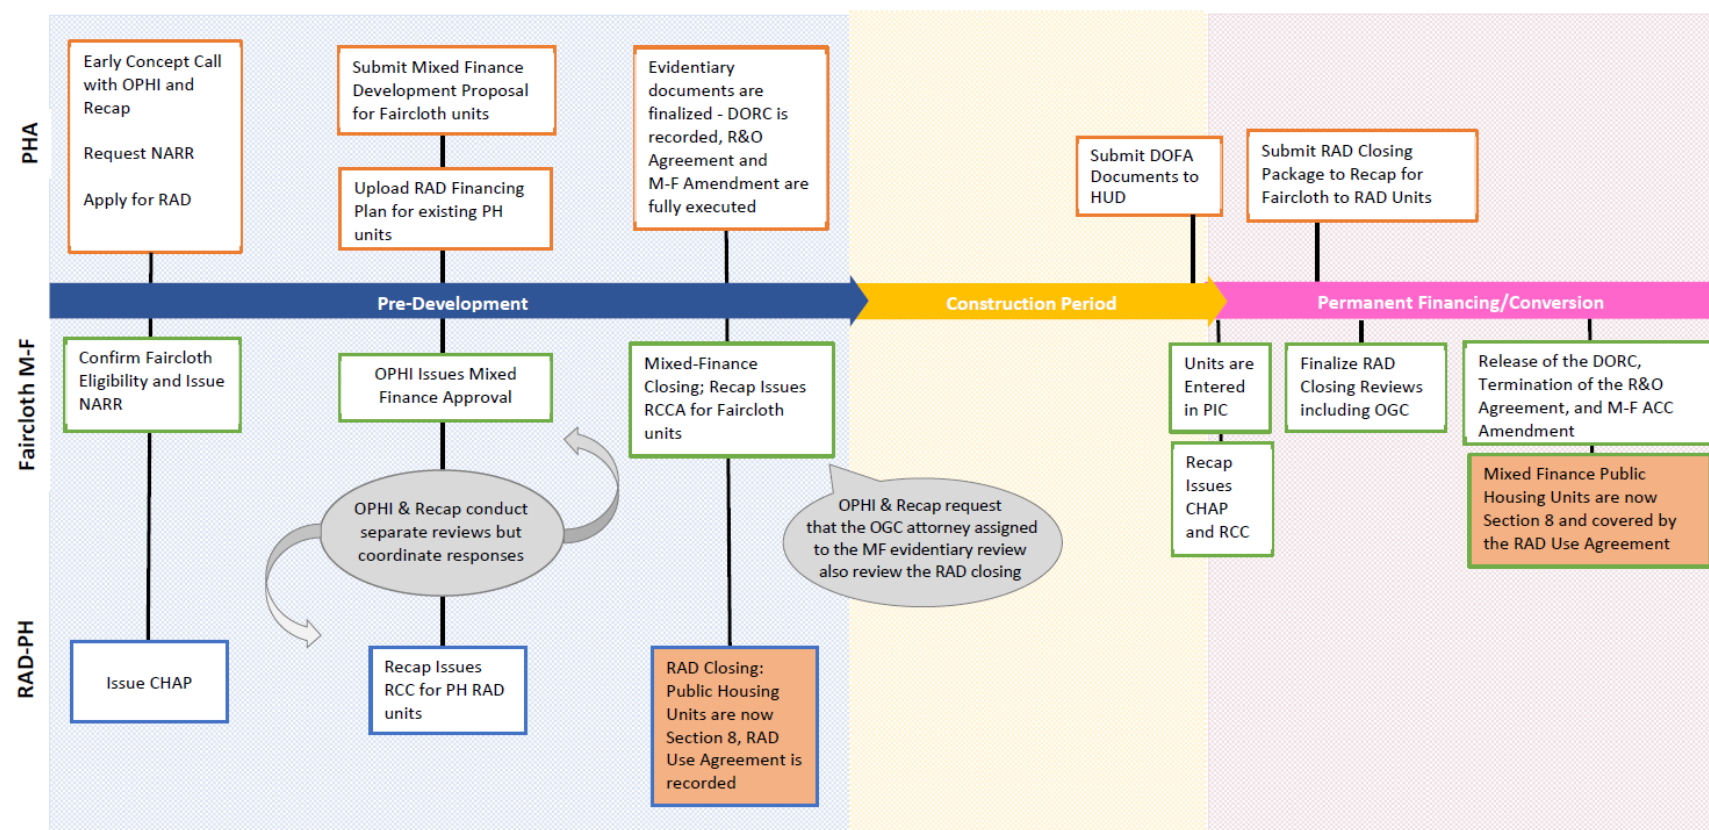 PHA
Early Concept Call
with OPHI and
Recap
Request NARR
Apply for RAD
Submit Mixed Finance
Development Proposal
for Faircloth units
Upload RAD Financing
Plan for existing PH
units
Evidentiary
documents are
finalized - DORC is
recorded, R&O
Agreement and
M-F Amendment are
fully executed
Submit DOFA
Documents to
HUD
Submit RAD Closing
Package to Recap for
Faircloth to RAD Units
Pre-Development
Construction Period
Permanent Financing/Conversion
Faircloth M-F
Confirm Faircloth
Eligibility and Issue
NARR
OPHI Issues Mixed
Finance Approval
Mixed-Finance
Closing; Recap Issues
RCCA for Faircloth
units
Units are
Entered
in PIC
Recap
Issues
CHAP
and RCC
Finalize RAD
Closing Reviews
including OGC
Release of the DORC,
Termination of the R&O
Agreement, and M-F ACC
Amendment
Mixed Finance Public
Housing Units are now
Section 8 and covered by
the RAD Use Agreement
OPHI & Recap conduct
separate reviews but
coordinate responses
OPHI & Recap request
that the OGC attorney assigned
to the MF evidentiary review
also review the RAD closing
RAD-PH
Issue CHAP
Recap Issues
RCC for PH RAD
units
RAD Closing:
Public Housing
Units are now
Section 8, RAD
Use Agreement is
recorded